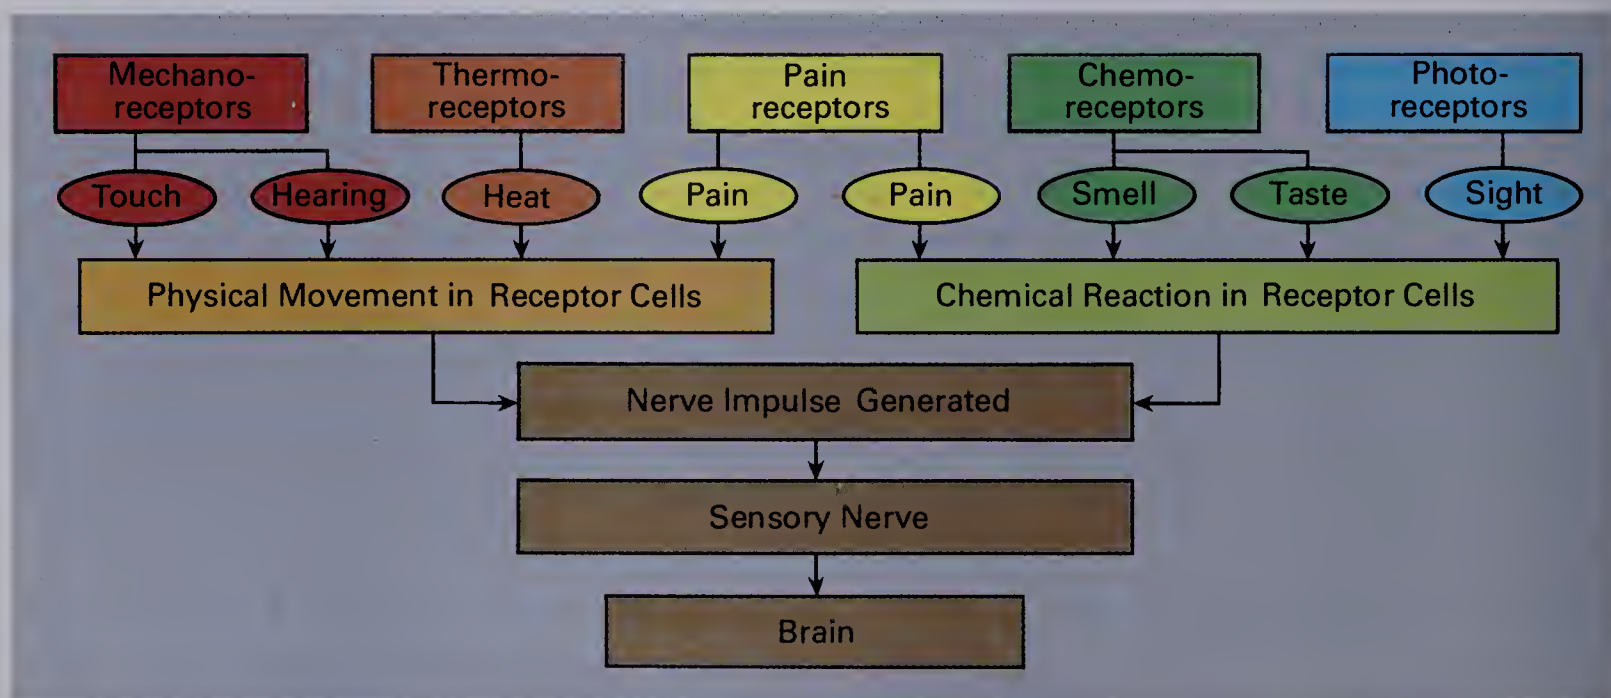 Mechano-
receptors
Thermo-
receptors
Pain
receptors
Chemo-
receptors
Photo-
receptors
Touch
Hearing
Heat
Pain
Pain
Smell
Taste
Sight
Physical Movement in Receptor Cells
Chemical Reaction in Receptor Cells
Nerve Impulse Generated
Sensory Nerve
Brain